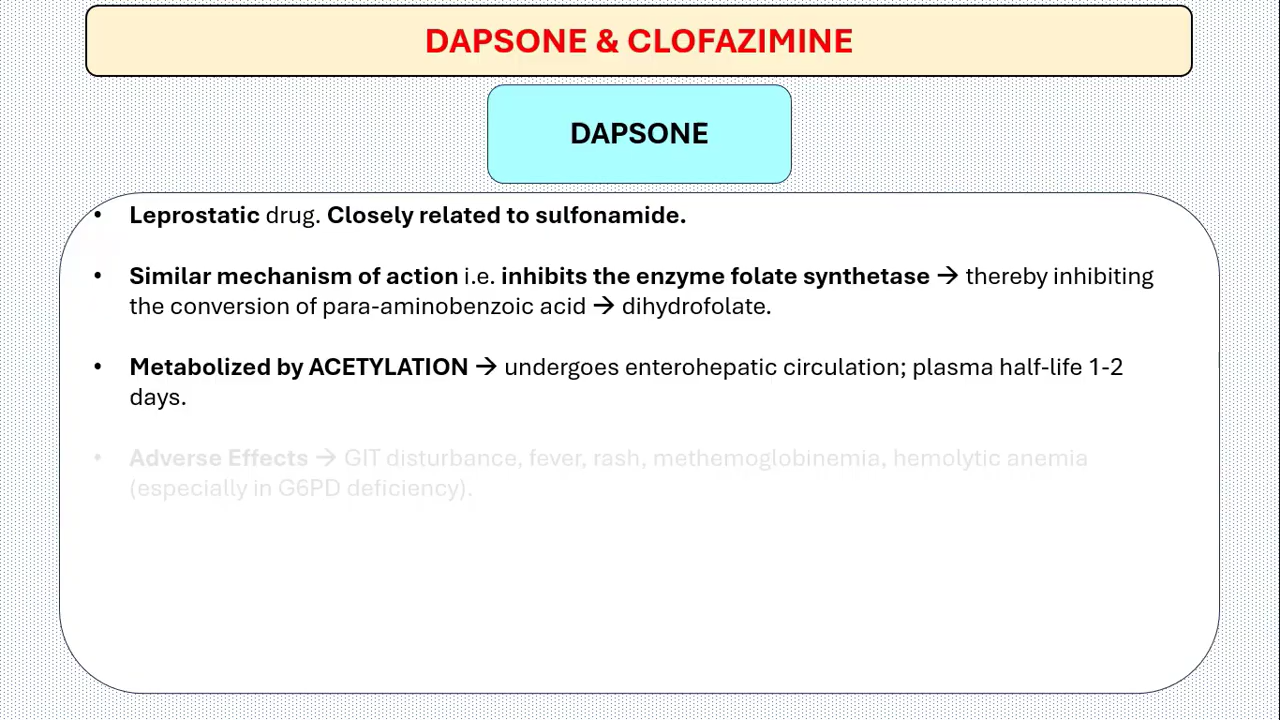 DAPSONE & CLOFAZIMINE
DAPSONE
• Leprostatic drug. Closely related to sulfonamide.
• Similar mechanism of action i.e. inhibits the enzyme folate synthetase → thereby inhibiting
the conversion of para-aminobenzoic acid → dihydrofolate.
• Metabolized by ACETYLATION → undergoes enterohepatic circulation; plasma half-life 1-2
days.
• Adverse Effects → GIT disturbance, fever, rash, methemoglobinemia, hemolytic anemia
(especially in G6PD deficiency).